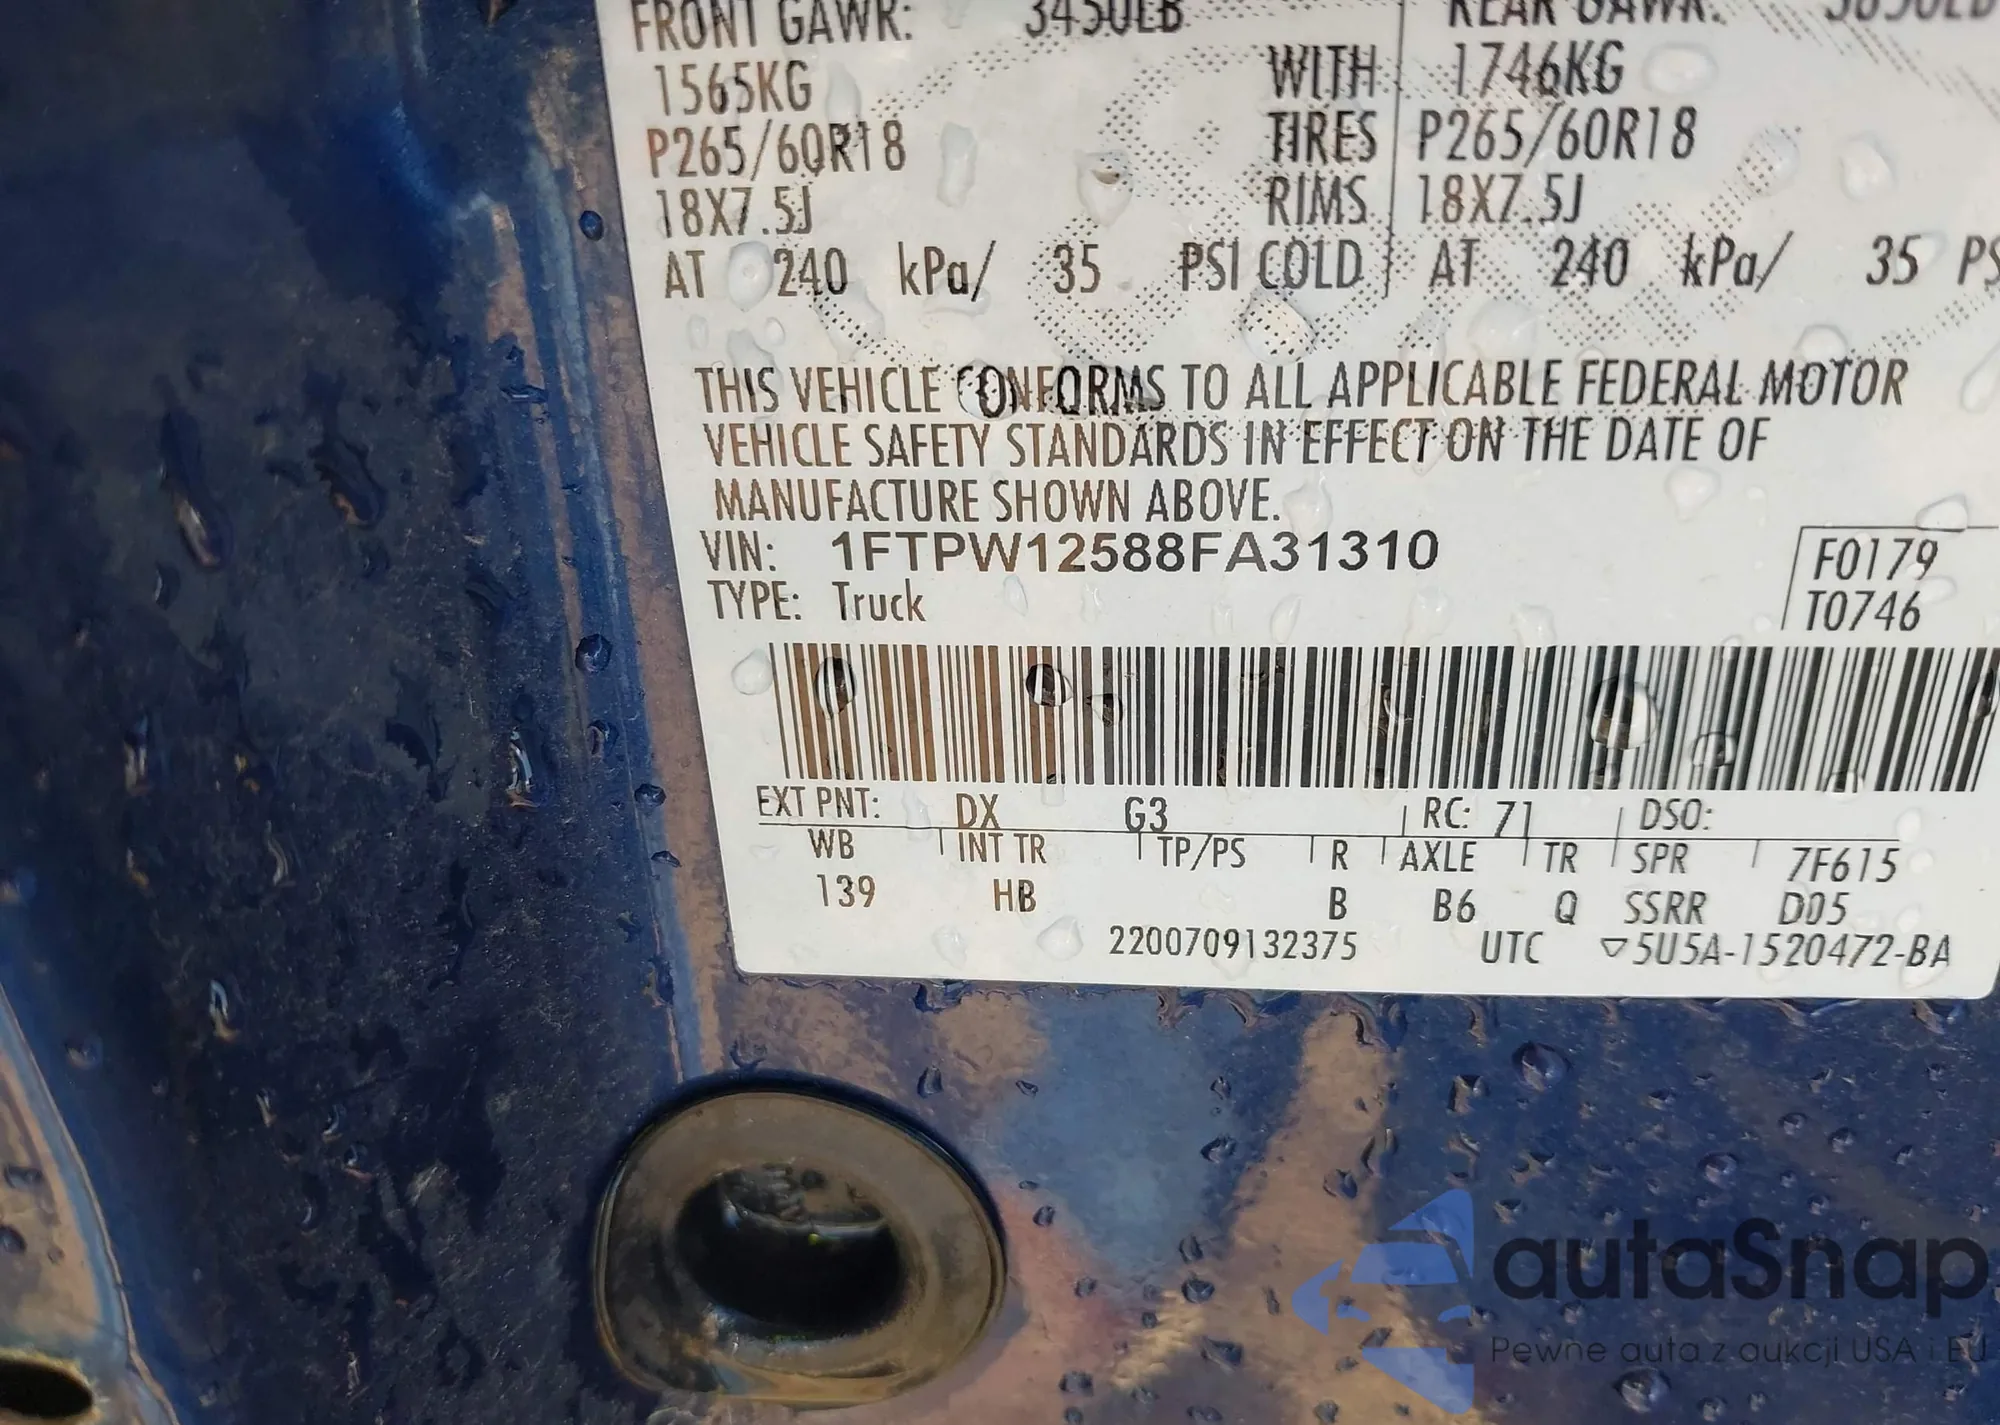 FRONT GAWR: 3450LB REAR GAWR: 3850LB
1565KG WITH 1746KG
P265/60R18 TIRES P265/60R18
18X7.5J RIMS 18X7.5J
AT 240 kPa/ 35 PSI COLD AT 240 kPa/ 35 PS
THIS VEHICLE CONFORMS TO ALL APPLICABLE FEDERAL MOTOR
VEHICLE SAFETY STANDARDS IN EFFECT ON THE DATE OF
MANUFACTURE SHOWN ABOVE.
VIN: 1FTPW12588FA31310 F0179
TYPE: Truck T0746
EXT PNT: DX G3 RC: 71 DSO:
WB INT TR TP/PS R AXLE TR SPR 7F615
139 HB B B6 Q SSRR D05
2200709132375 UTC ▽5U5A-1520472-BA
autaSnap
Pewne auta z aukcji USA i EU